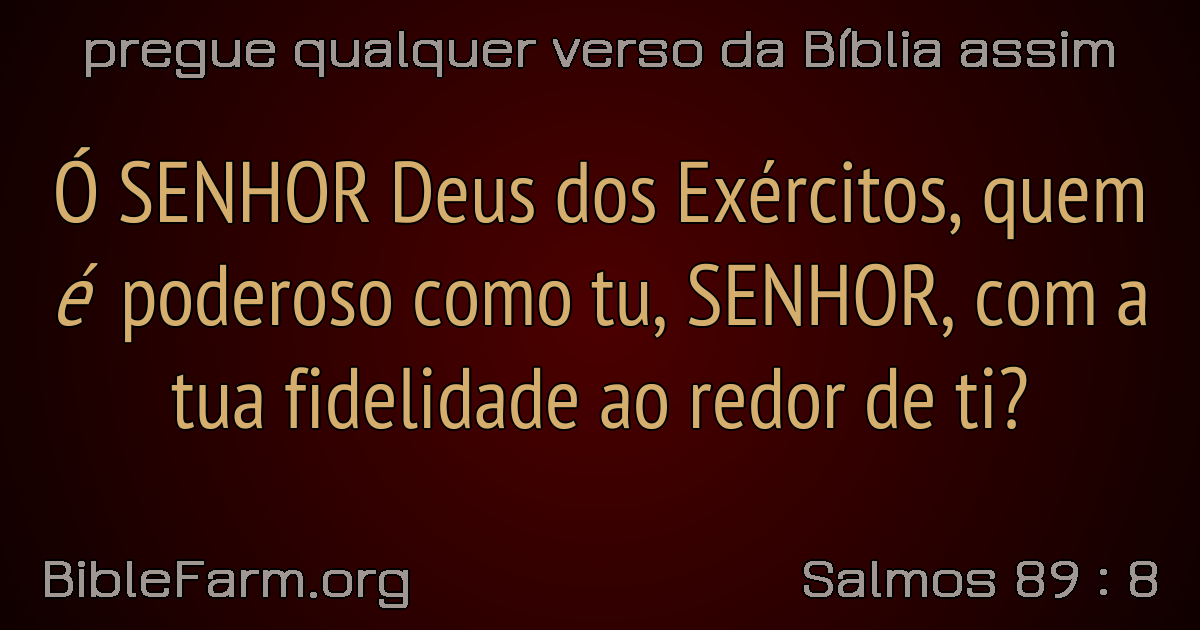 pregue qualquer verso da Bíblia assim
Ó SENHOR Deus dos Exércitos, quem
é poderoso como tu, SENHOR, com a
tua fidelidade ao redor de ti?
BibleFarm.org
Salmos 89 : 8